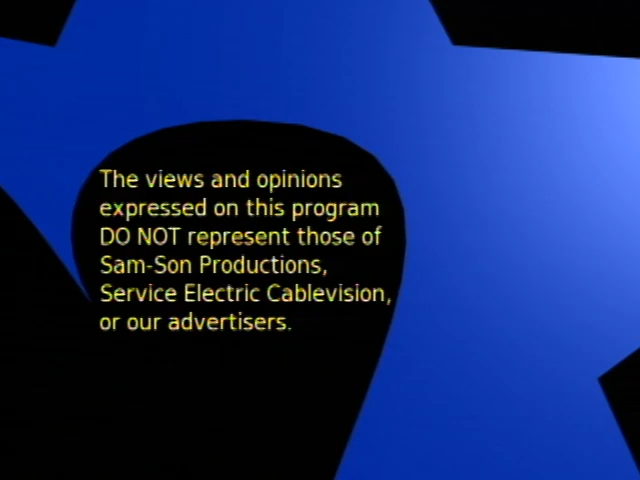 The views and opinions
expressed on this program
DO NOT represent those of
Sam-Son Productions,
Service Electric Cablevision,
or our advertisers.